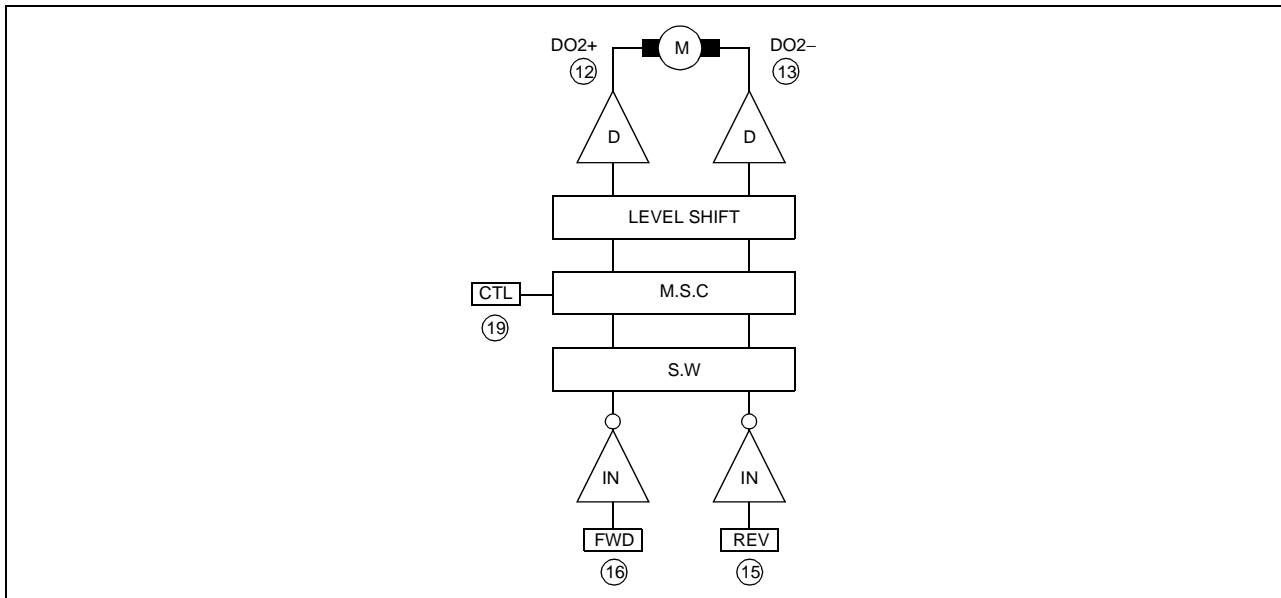 DO2+ M DO2−
12 13
D D
LEVEL SHIFT
CTL M.S.C
19
S.W
IN IN
FWD REV
16 15